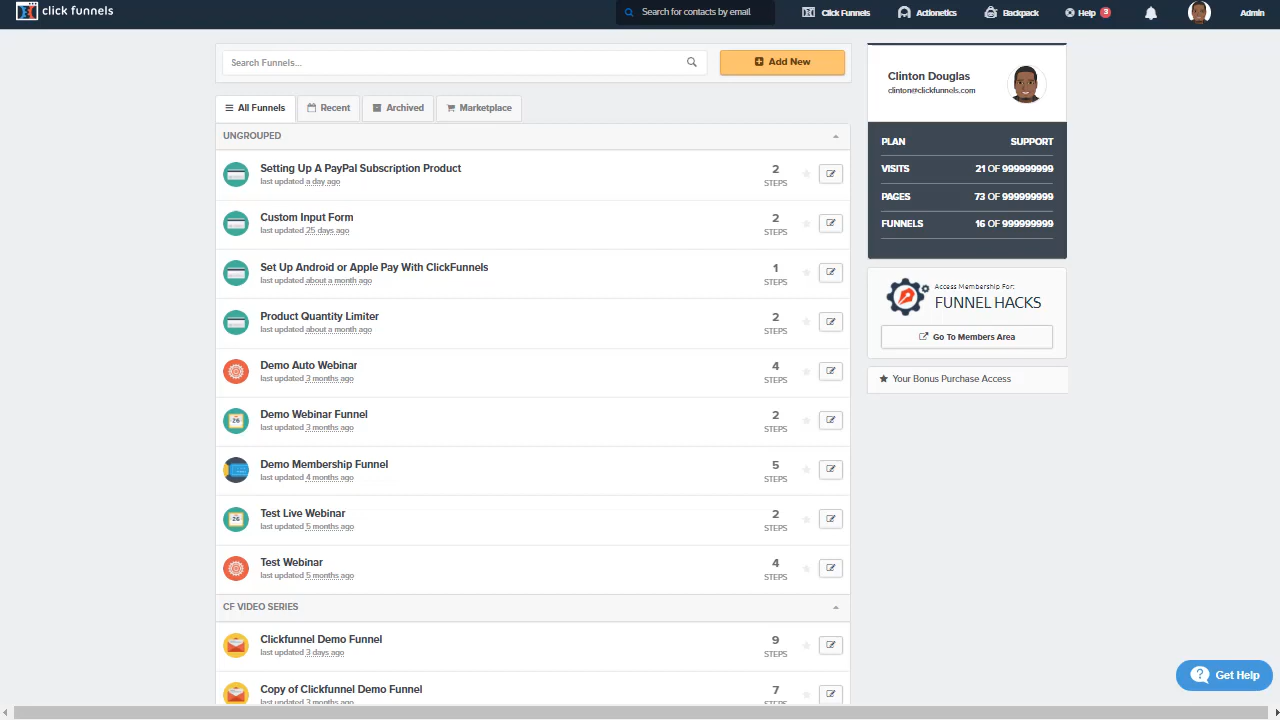 click funnels
Search for contacts by email
Click Funnels
Actionetics
Backpack
Help 3
Admin
Search Funnels...
Add New
All Funnels
Recent
Archived
Marketplace
UNGROUPED
Setting Up A PayPal Subscription Product
last updated a day ago
2
STEPS
Custom Input Form
last updated 25 days ago
2
STEPS
Set Up Android or Apple Pay With ClickFunnels
last updated about a month ago
1
STEPS
Product Quantity Limiter
last updated about a month ago
2
STEPS
Demo Auto Webinar
last updated 3 months ago
4
STEPS
Demo Webinar Funnel
last updated 3 months ago
2
STEPS
Demo Membership Funnel
last updated 4 months ago
5
STEPS
Test Live Webinar
last updated 5 months ago
2
STEPS
Test Webinar
last updated 5 months ago
4
STEPS
CF VIDEO SERIES
Clickfunnel Demo Funnel
last updated 3 days ago
9
STEPS
Copy of Clickfunnel Demo Funnel
last updated 3 months ago
7
STEPS
Clinton Douglas
clinton@clickfunnels.com
PLAN SUPPORT
VISITS 21 OF 999999999
PAGES 73 OF 999999999
FUNNELS 16 OF 999999999
Access Membership For:
FUNNEL HACKS
Go To Members Area
Your Bonus Purchase Access
Get Help